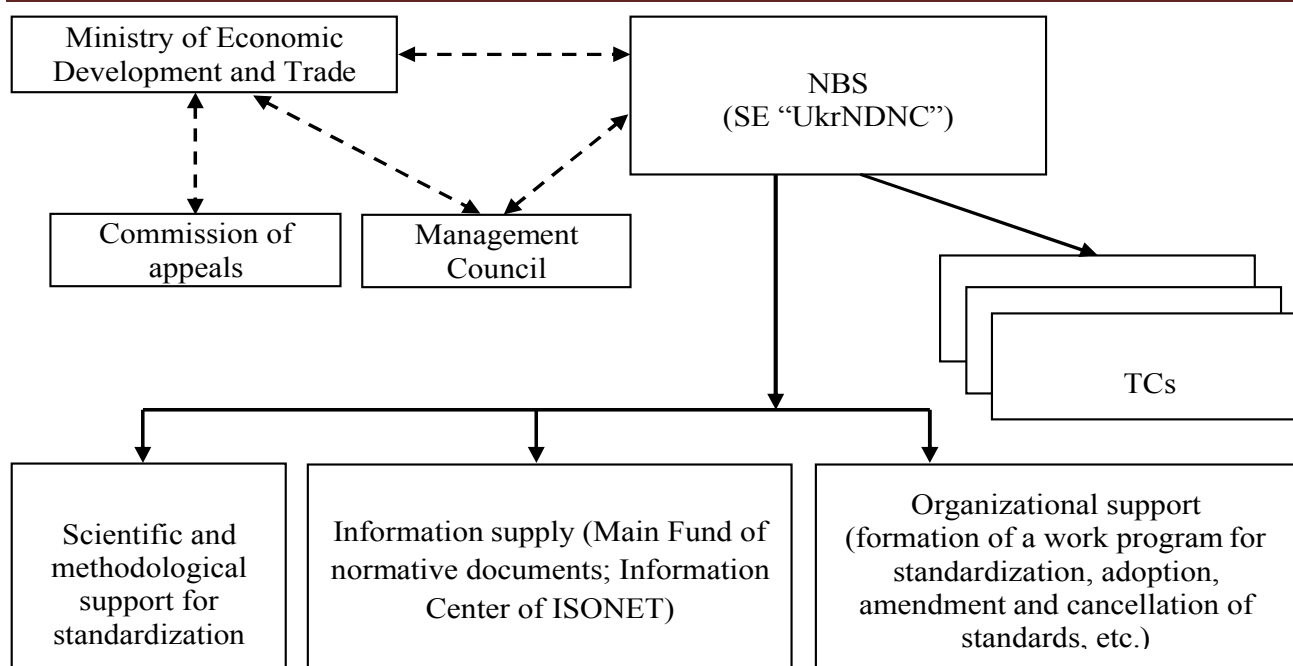 Ministry of Economic
Development and Trade
NBS
(SE “UkrNDNC”)
Commission of
appeals
Management
Council
TCs
Scientific and
methodological
support for
standardization
Information supply (Main Fund of
normative documents; Information
Center of ISONET)
Organizational support
(formation of a work program for
standardization, adoption,
amendment and cancellation of
standards, etc.)